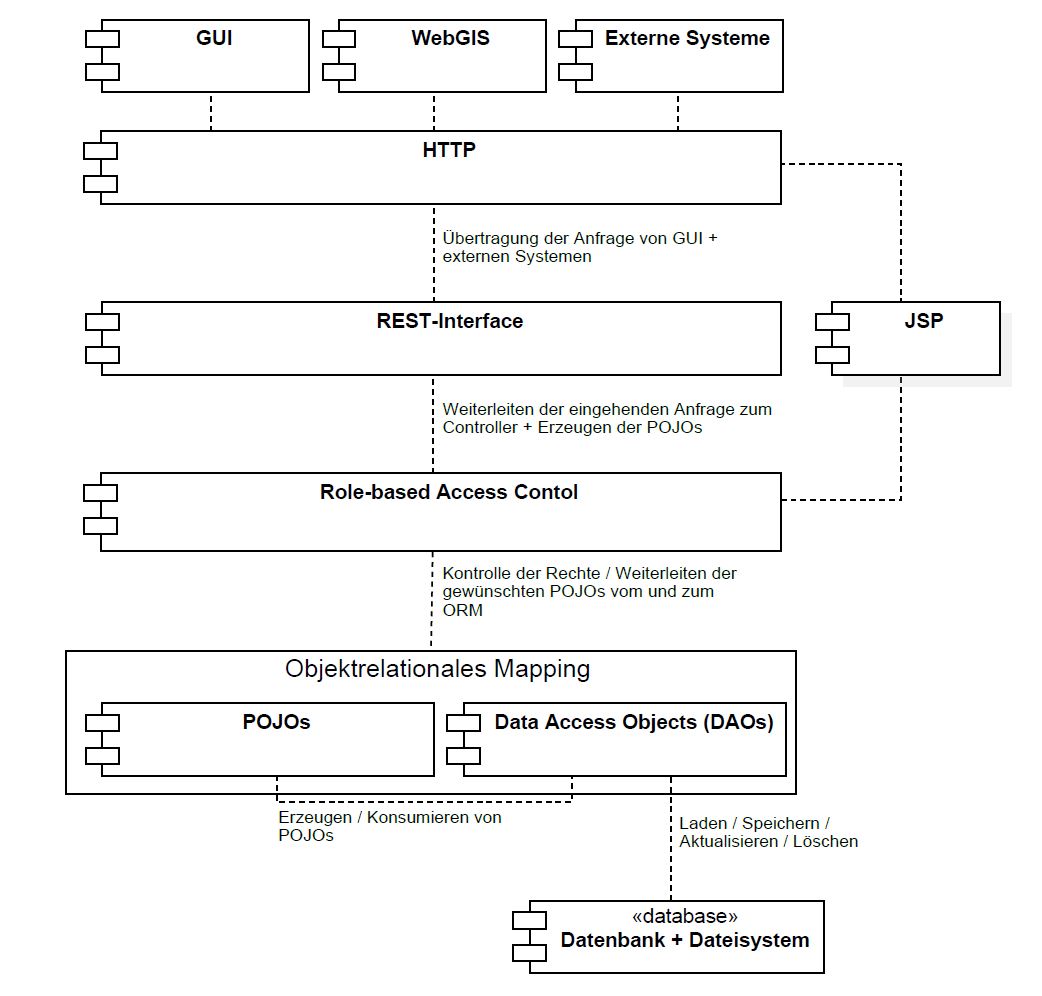 GUI
WebGIS
Externe Systeme
HTTP
Übertragung der Anfrage von GUI +
externen Systemen
REST-Interface
JSP
Weiterleiten der eingehenden Anfrage zum
Controller + Erzeugen der POJOs
Role-based Access Contol
Kontrolle der Rechte / Weiterleiten der
gewünschten POJOs vom und zum
ORM
Objektrelationales Mapping
POJOs
Data Access Objects (DAOs)
Erzeugen / Konsumieren von
POJOs
Laden / Speichern /
Aktualisieren / Löschen
«database»
Datenbank + Dateisystem